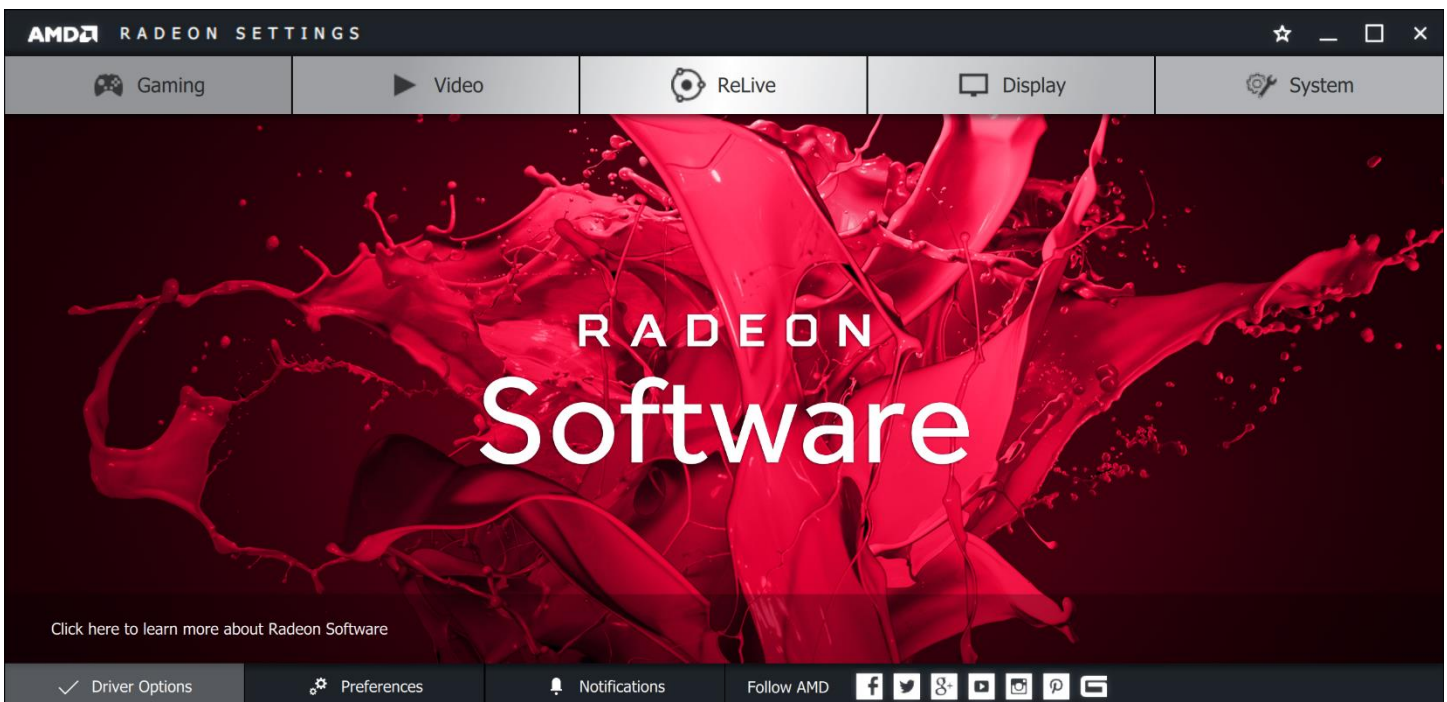 AMD RADEON SETTINGS
Gaming Video ReLive Display System
RADEON
Software
Click here to learn more about Radeon Software
Driver Options Preferences Notifications Follow AMD f g+